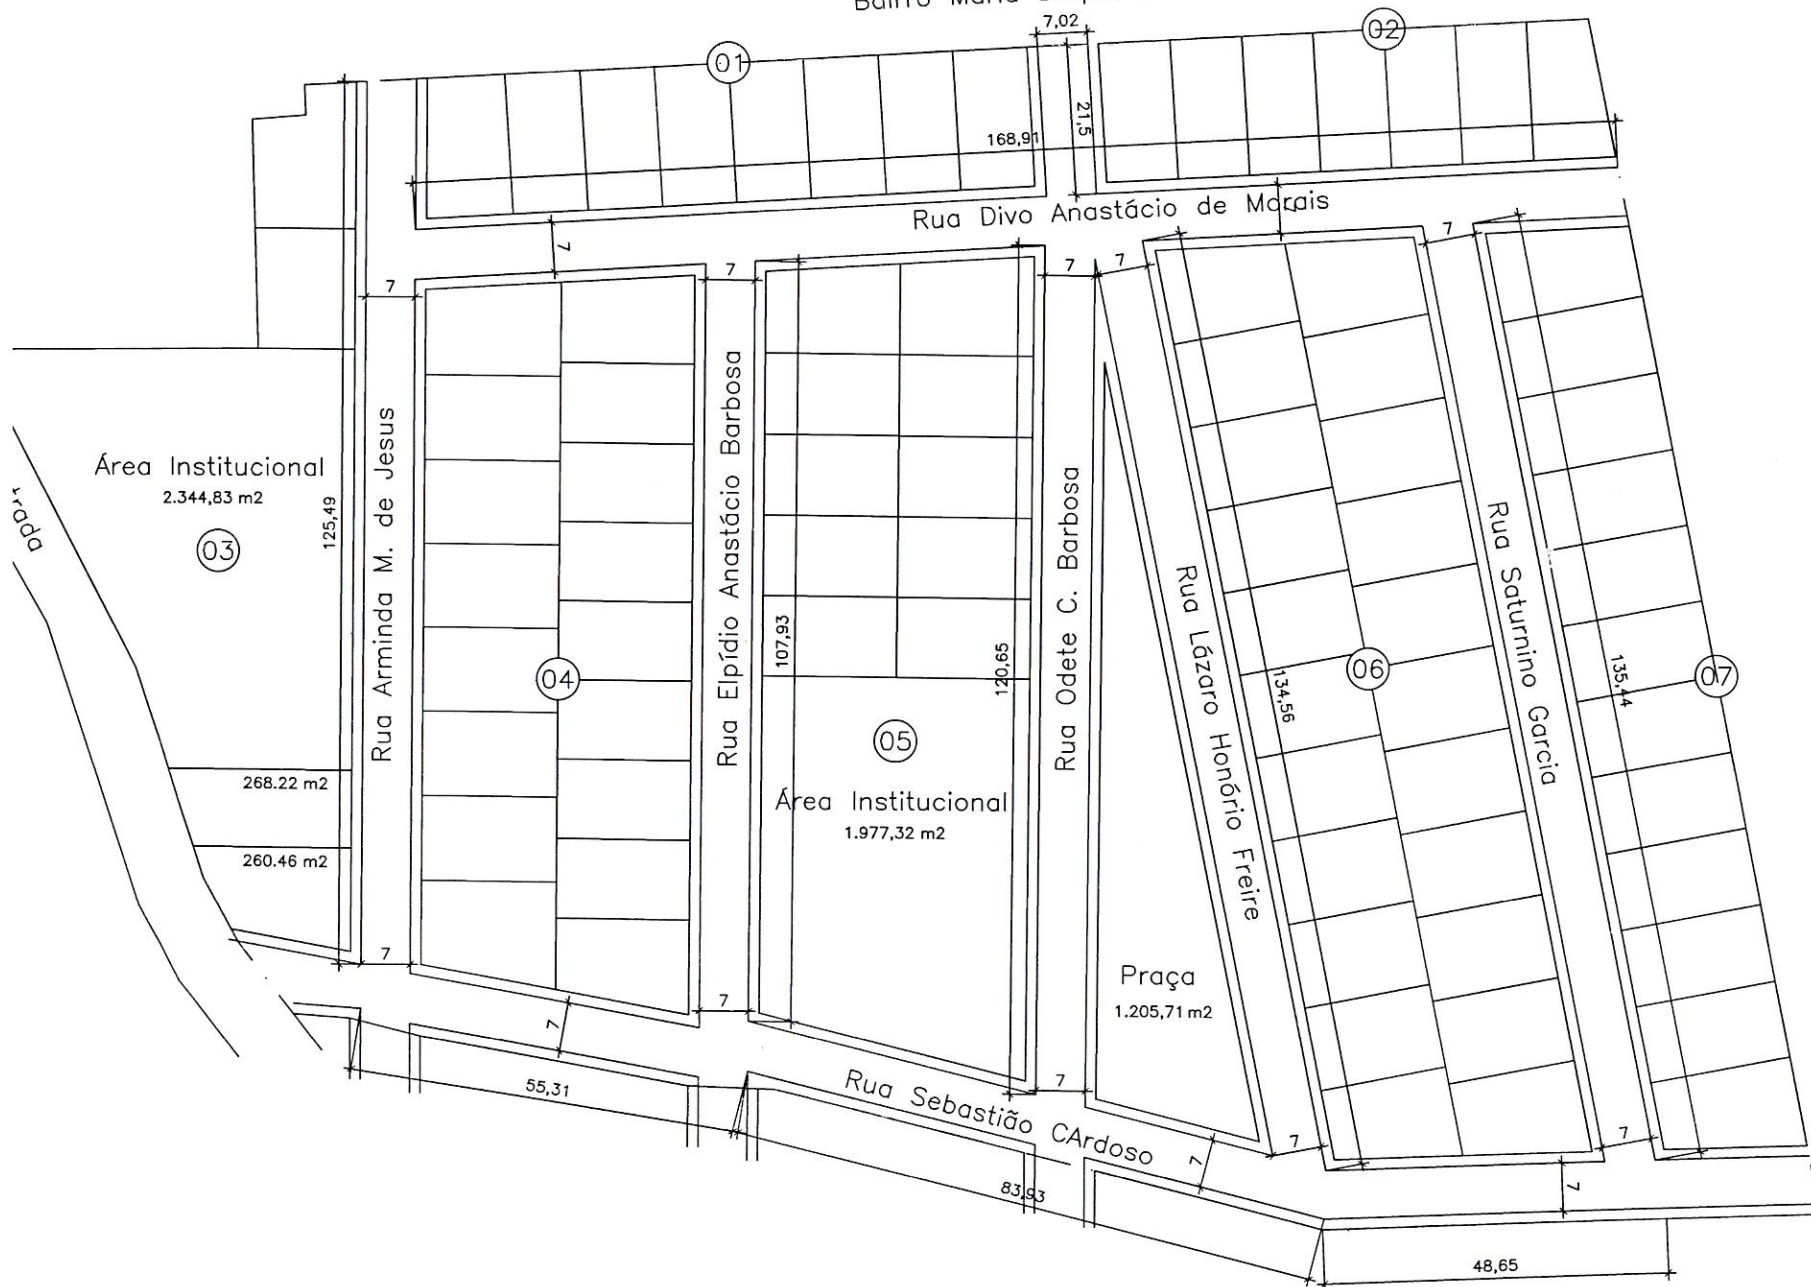 Bairro Maria
7,02
01
02
21,5
168,91
Rua Divo Anastácio de Morais
7
7
7
7
7
7
Área Institucional
2.344,83 m2
03
125,49
Rua Arminda M. de Jesus
04
Rua Elpídio Anastácio Barbosa
107,93
05
Área Institucional
1.977,32 m2
120,65
Rua Odete C. Barbosa
Rua Lázaro Honório Freire
134,56
06
Rua Saturnino Garcia
135,44
07
268.22 m2
260.46 m2
Praça
1.205,71 m2
7
7
7
7
7
7
7
7
55,31
Rua Sebastião CArdoso
83,93
48,65